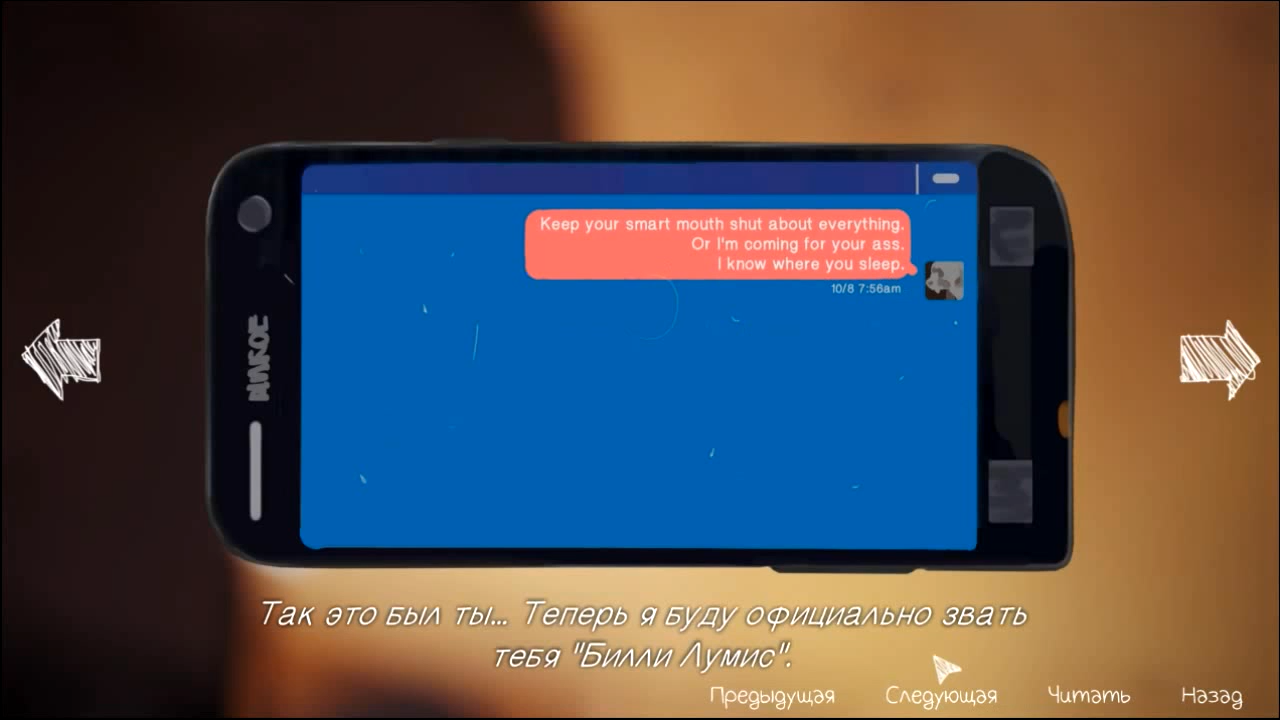 Keep your smart mouth shut about everything.
Or I'm coming for your ass.
I know where you sleep.
10/8 7:56am
Так это был ты... Теперь я буду официально звать
тебя "Билли Лумис".
Предыдущая Следующая Читать Назад